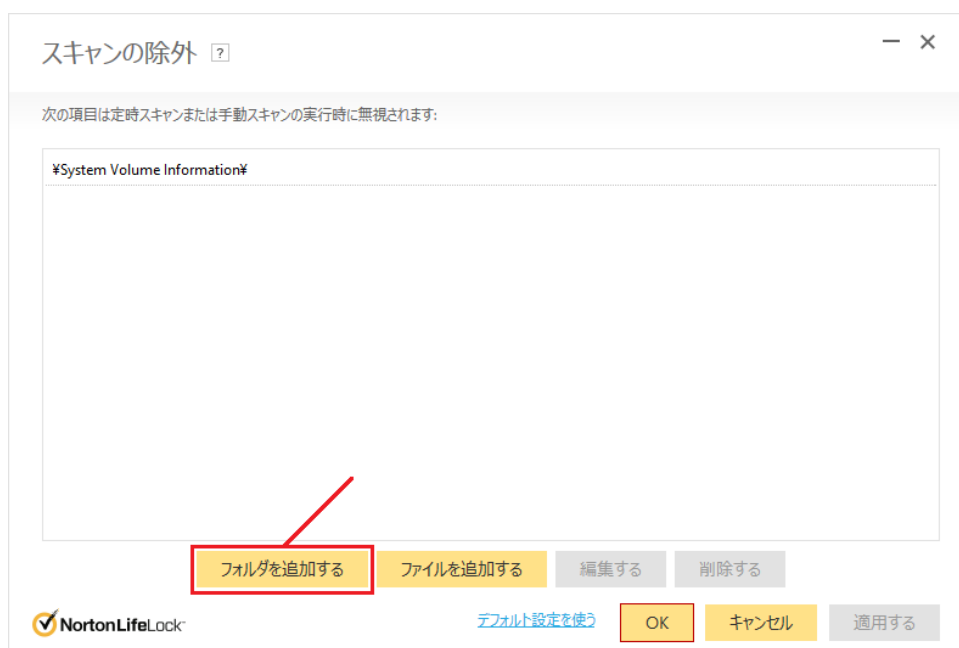 スキャンの除外 ?
次の項目は定時スキャンまたは手動スキャンの実行時に無視されます:
¥System Volume Information¥
フォルダを追加する ファイルを追加する 編集する 削除する
NortonLifeLock デフォルト設定を使う OK キャンセル 適用する